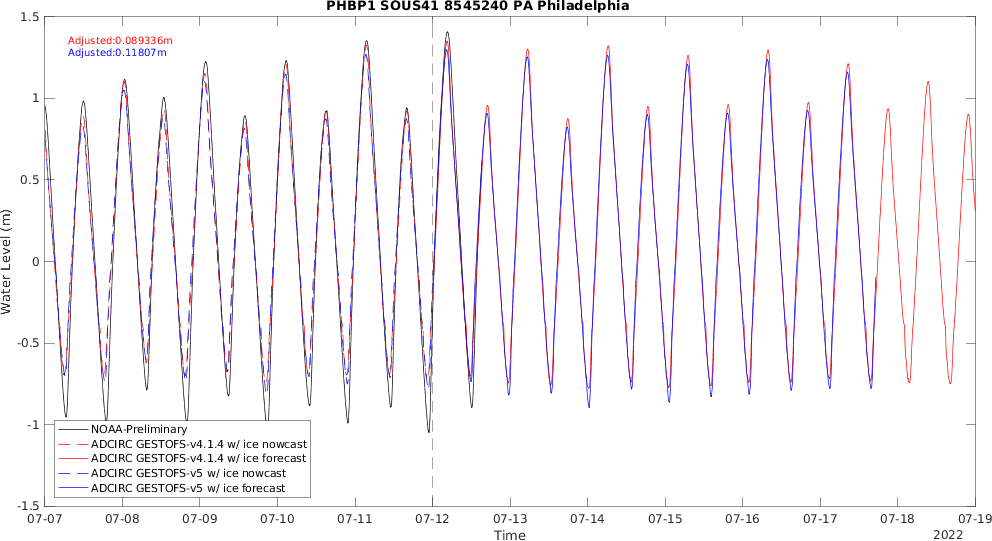 PHBP1 SOUS41 8545240 PA Philadelphia
Adjusted:0.089336m
Adjusted:0.11807m
1.5
1
0.5
0
-0.5
-1
-1.5
Water Level (m)
NOAA-Preliminary
ADCIRC GESTOFS-v4.1.4 w/ ice nowcast
ADCIRC GESTOFS-v4.1.4 w/ ice forecast
ADCIRC GESTOFS-v5 w/ ice nowcast
ADCIRC GESTOFS-v5 w/ ice forecast
07-07 07-08 07-09 07-10 07-11 07-12 07-13 07-14 07-15 07-16 07-17 07-18 07-19
Time
2022